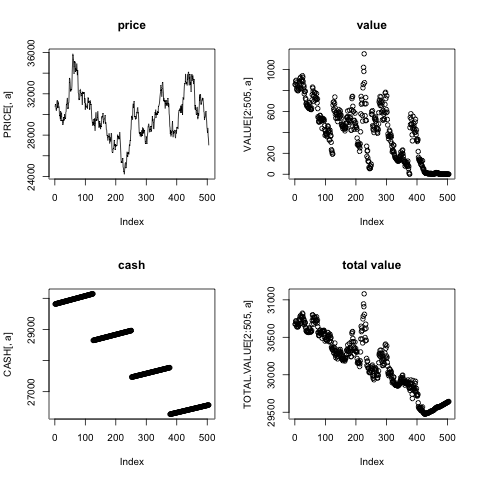 price
PRICE[, a]
24000 28000 32000 36000
0 100 200 300 400 500
Index
value
VALUE[2:505, a]
0 200 600 1000
0 100 200 300 400 500
Index
cash
CASH[, a]
27000 29000
0 100 200 300 400 500
Index
total value
TOTAL.VALUE[2:505, a]
29500 30000 30500 31000
0 100 200 300 400 500
Index